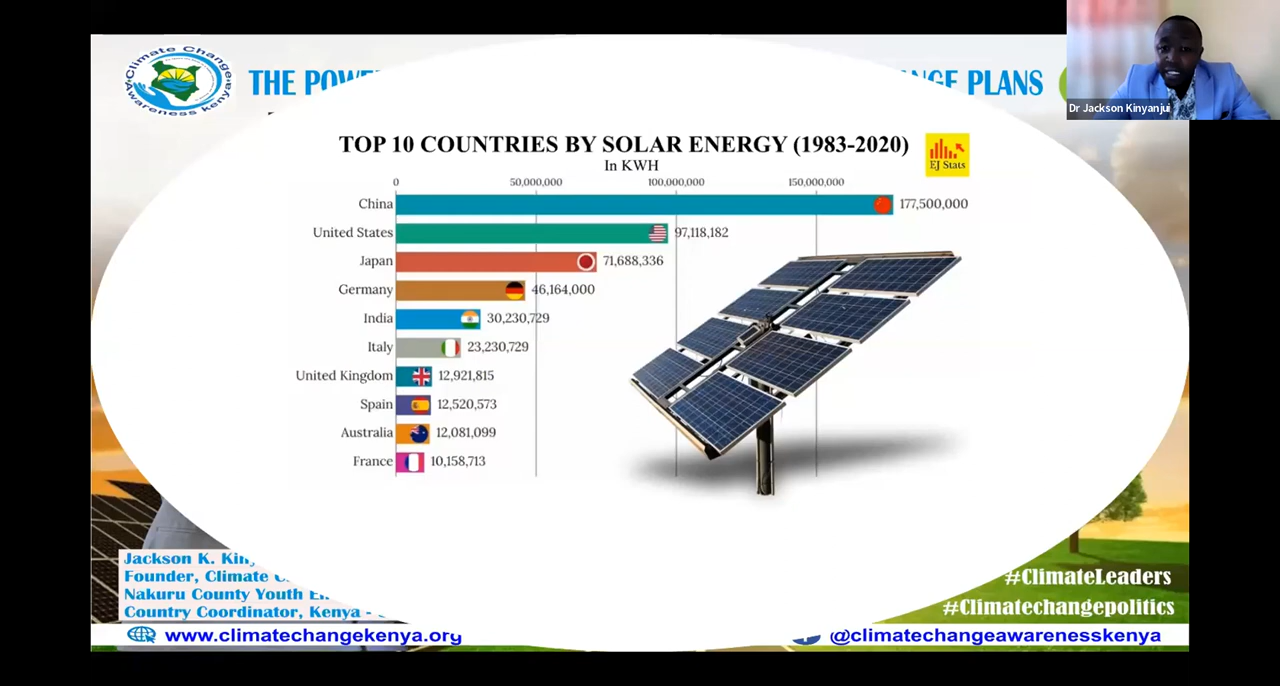 Climate Change
Awareness Kenya
THE POWE
NGE PLANS
Dr Jackson Kinyanjui
TOP 10 COUNTRIES BY SOLAR ENERGY (1983-2020)
In KWH
EJ Stats
0 50,000,000 100,000,000 150,000,000
China 177,500,000
United States 97,118,182
Japan 71,688,336
Germany 46,164,000
India 30,230,729
Italy 23,230,729
United Kingdom 12,921,815
Spain 12,520,573
Australia 12,081,099
France 10,158,713
Jackson K. Kin
Founder, Climate
Nakuru County Youth
Country Coordinator, Kenya -
#ClimateLeaders
#Climatechangepolitics
www.climatechangekenya.org
@climatechangeawarenesskenya